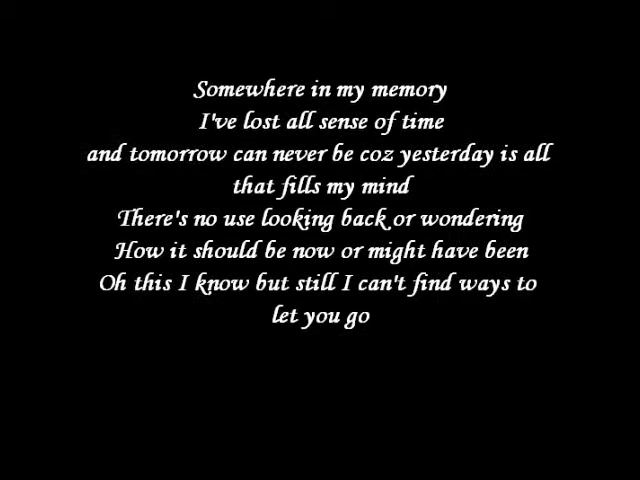 Somewhere in my memory
I've lost all sense of time
and tomorrow can never be coz yesterday is all
that fills my mind
There's no use looking back or wondering
How it should be now or might have been
Oh this I know but still I can't find ways to
let you go